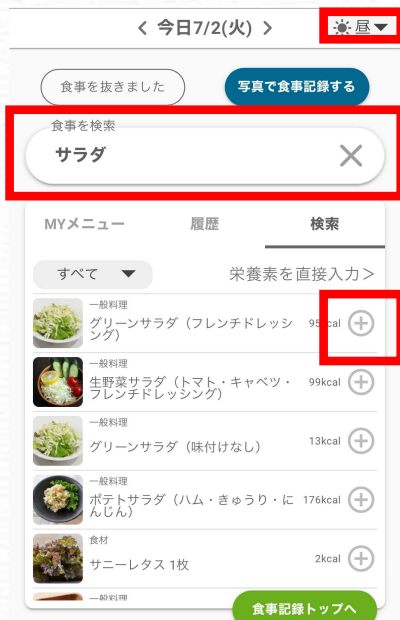 今日7/2(火)
昼
食事を抜きました
写真で食事記録する
食事を検索
サラダ
MYメニュー
履歴
検索
すべて
栄養素を直接入力>
一般料理
グリーンサラダ（フレンチドレッシ
ング）
95kcal
一般料理
生野菜サラダ（トマト・キャベツ・
フレンチドレッシング）
99kcal
一般料理
グリーンサラダ（味付けなし）
13kcal
一般料理
ポテトサラダ（ハム・きゅうり・に
んじん）
176kcal
食材
サニーレタス 1枚
2kcal
一般料理
食事記録トップへ